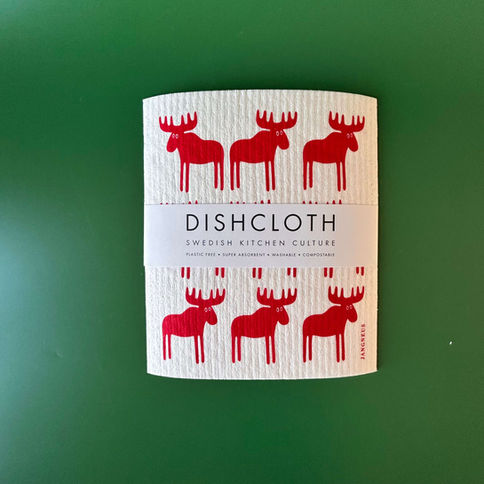 DISHCLOTH
SWEDISH KITCHEN CULTURE
PLASTIC FREE • SUPER ABSORBENT • WASHABLE • COMPOSTABLE
JANGNEUS